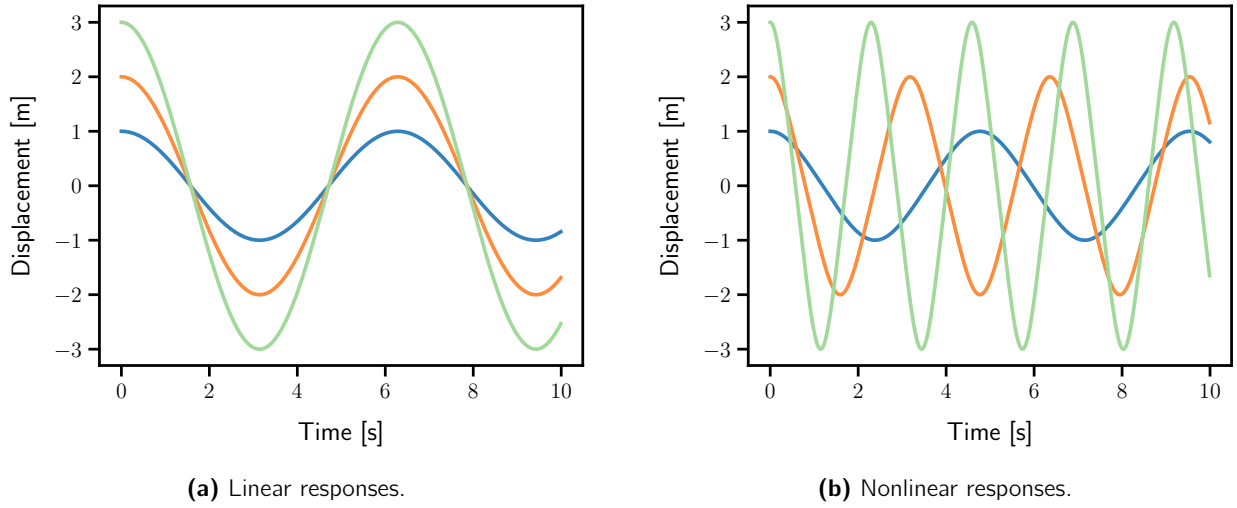 3
2
1
0
−1
−2
−3
Displacement [m]
0 2 4 6 8 10
Time [s]
(a) Linear responses.
3
2
1
0
−1
−2
−3
Displacement [m]
0 2 4 6 8 10
Time [s]
(b) Nonlinear responses.